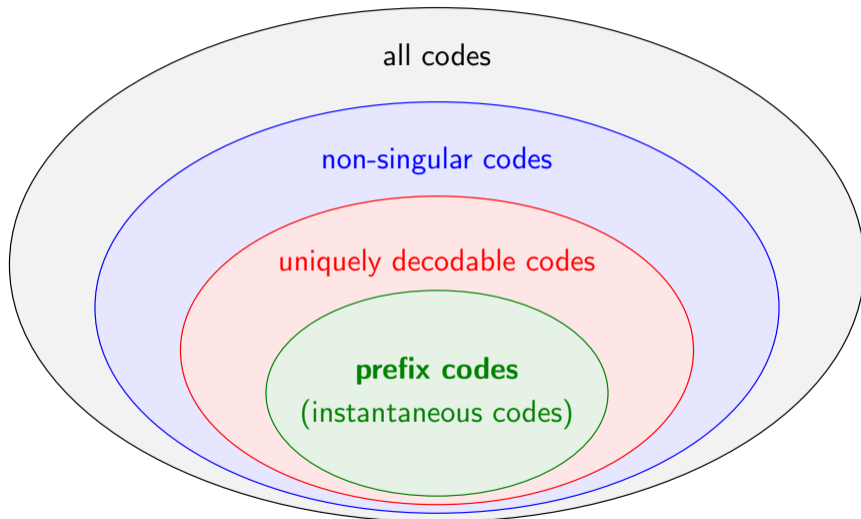 all codes
non-singular codes
uniquely decodable codes
prefix codes
(instantaneous codes)